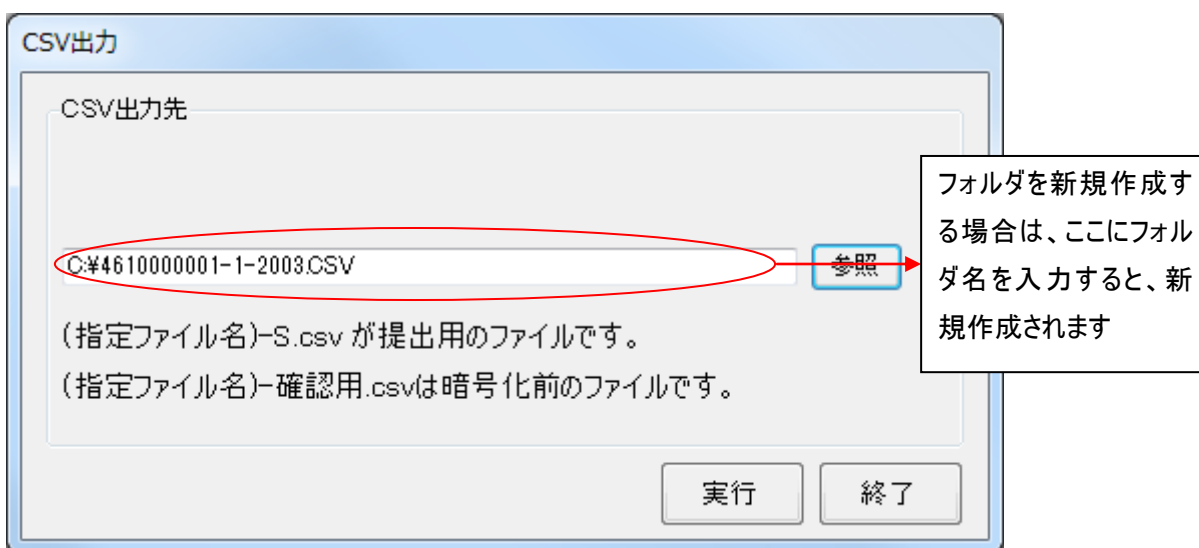 CSV出力
CSV出力先
フォルダを新規作成す
る場合は、ここにフォル
ダ名を入力すると、新
規作成されます
C:¥4610000001-1-2003.CSV
参照
(指定ファイル名)-S.csv が提出用のファイルです。
(指定ファイル名)-確認用.csvは暗号化前のファイルです。
実行
終了